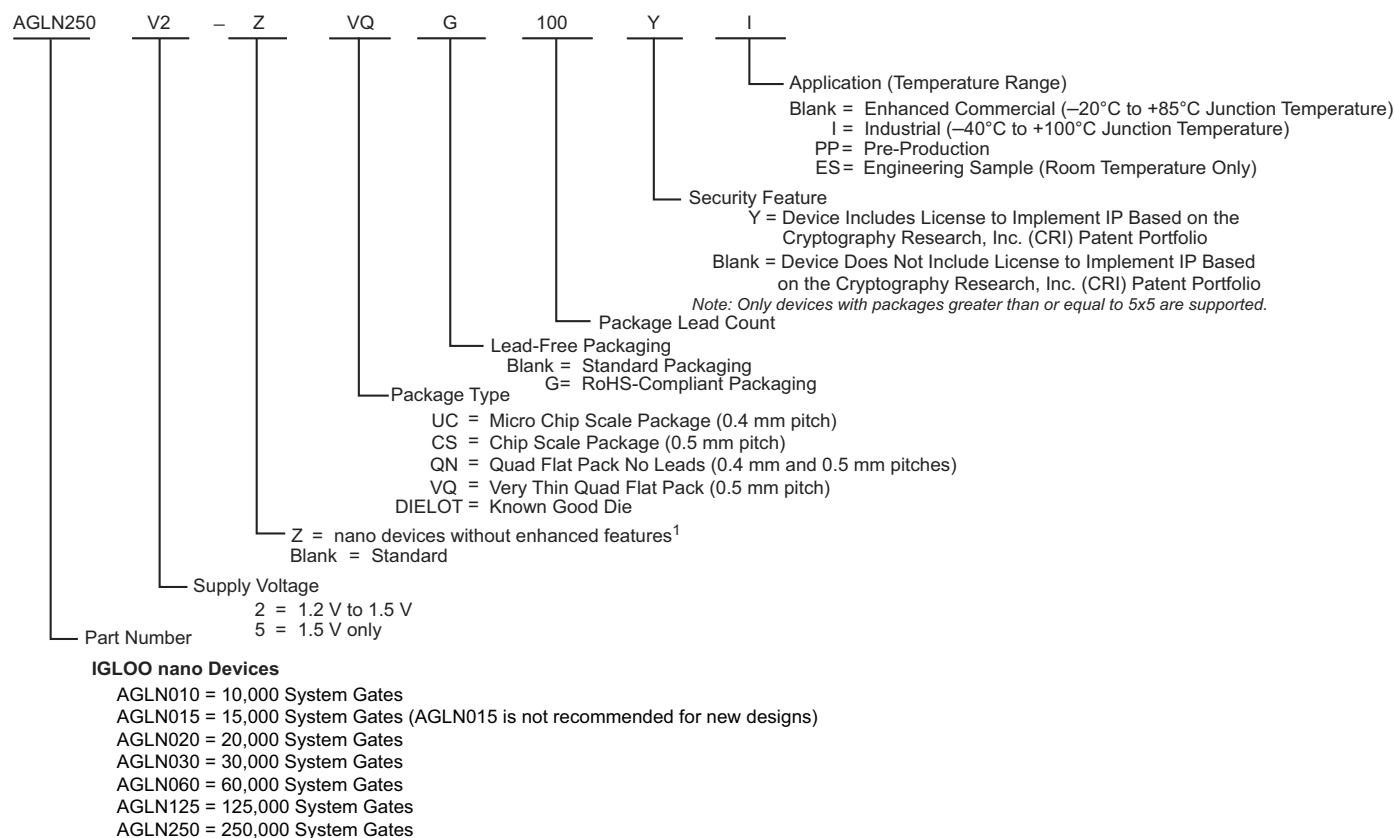 AGLN250 V2 – Z VQ G 100 Y I
Application (Temperature Range)
Blank = Enhanced Commercial (–20°C to +85°C Junction Temperature)
I = Industrial (–40°C to +100°C Junction Temperature)
PP = Pre-Production
ES = Engineering Sample (Room Temperature Only)
Security Feature
Y = Device Includes License to Implement IP Based on the
Cryptography Research, Inc. (CRI) Patent Portfolio
Blank = Device Does Not Include License to Implement IP Based
on the Cryptography Research, Inc. (CRI) Patent Portfolio
Note: Only devices with packages greater than or equal to 5x5 are supported.
Package Lead Count
Lead-Free Packaging
Blank = Standard Packaging
G= RoHS-Compliant Packaging
Package Type
UC = Micro Chip Scale Package (0.4 mm pitch)
CS = Chip Scale Package (0.5 mm pitch)
QN = Quad Flat Pack No Leads (0.4 mm and 0.5 mm pitches)
VQ = Very Thin Quad Flat Pack (0.5 mm pitch)
DIELOT = Known Good Die
Z = nano devices without enhanced features1
Blank = Standard
Supply Voltage
2 = 1.2 V to 1.5 V
5 = 1.5 V only
Part Number
IGLOO nano Devices
AGLN010 = 10,000 System Gates
AGLN015 = 15,000 System Gates (AGLN015 is not recommended for new designs)
AGLN020 = 20,000 System Gates
AGLN030 = 30,000 System Gates
AGLN060 = 60,000 System Gates
AGLN125 = 125,000 System Gates
AGLN250 = 250,000 System Gates